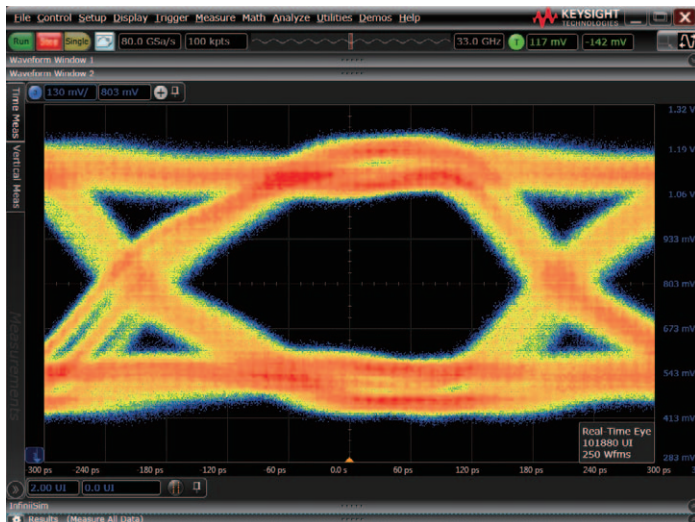 File Control Setup Display Trigger Measure Math Analyze Utilities Demos Help
KEYSIGHT
TECHNOLOGIES
Run Stop Single 80.0 GSa/s 100 kpts 33.0 GHz T 117 mV -142 mV
Waveform Window 1
Waveform Window 2
130 mV/ 803 mV
Time Meas
Vertical Meas
Measurements
1.32 V
1.19 V
1.06 V
933 mV
803 mV
673 mV
543 mV
413 mV
283 mV
Real-Time Eye
101880 UI
250 Wfms
-300 ps -240 ps -180 ps -120 ps -60 ps 0.0 s 60 ps 120 ps 180 ps 240 ps 300 ps
2.00 UI 0.0 UI
InfiniiSim
Results (Measure All Data)